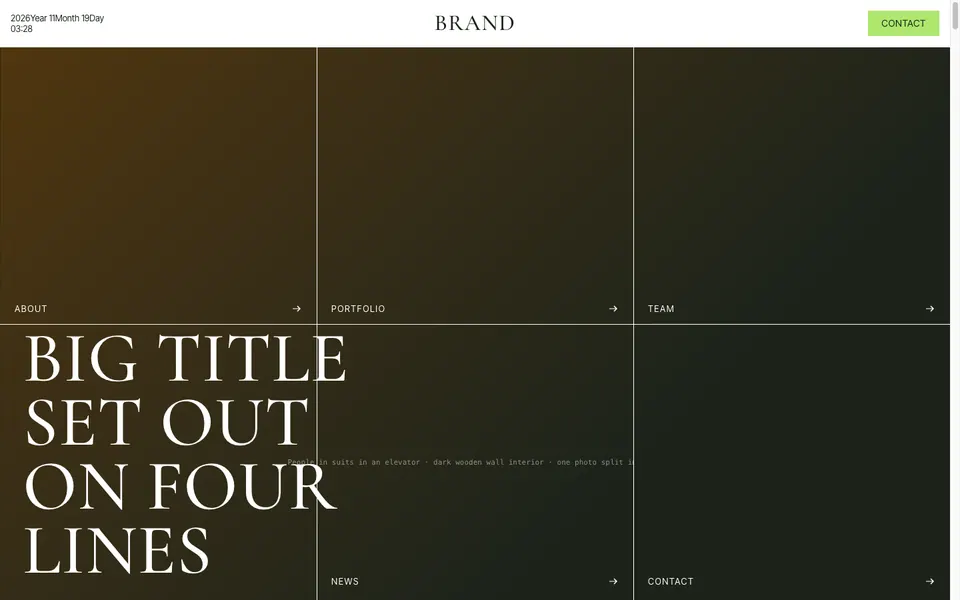 2026Year 11Month 19Day
03:28
BRAND
CONTACT
ABOUT →
PORTFOLIO →
TEAM →
BIG TITLE
SET OUT
ON FOUR
LINES
People in suits in an elevator · dark wooden wall interior · one photo split i
NEWS →
CONTACT →